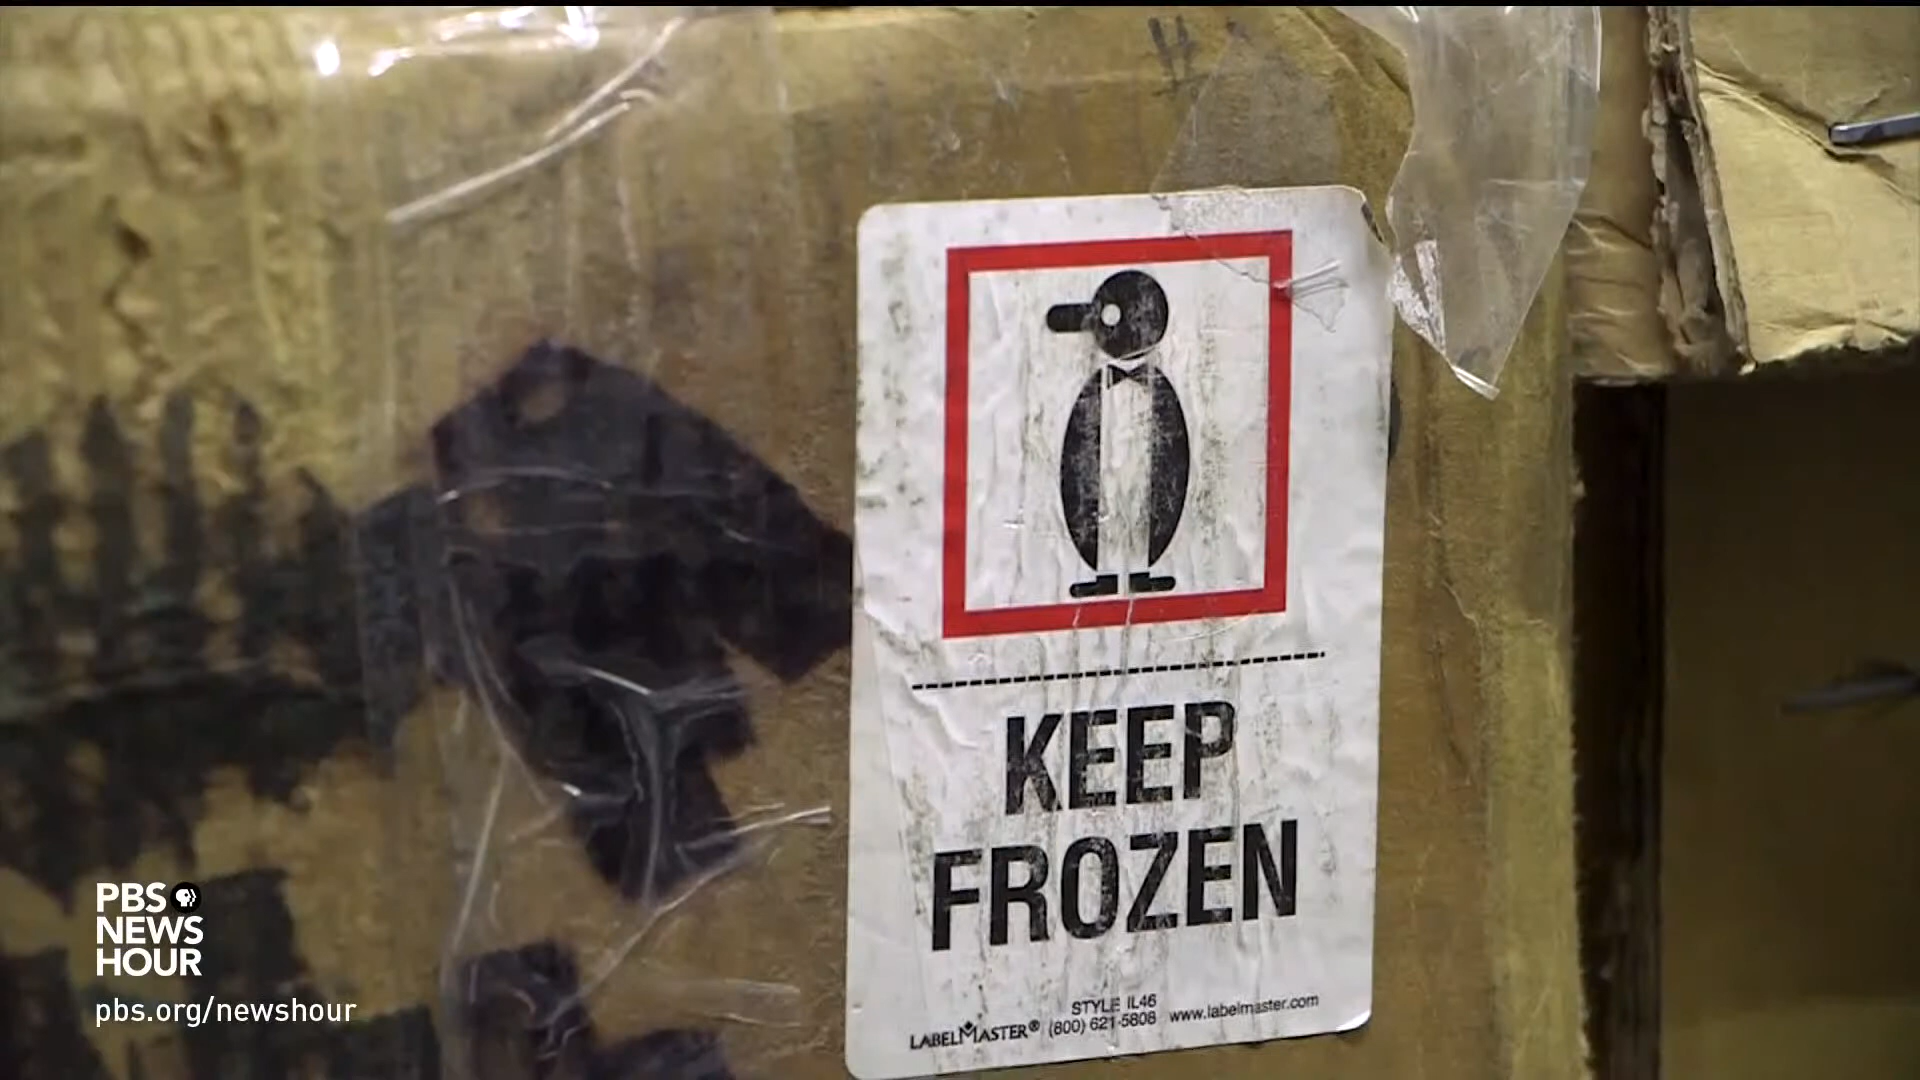 KEEP
FROZEN
STYLE IL46
LABELMASTER® (800) 621-5808 www.labelmaster.com
PBS
NEWS
HOUR
pbs.org/newshour